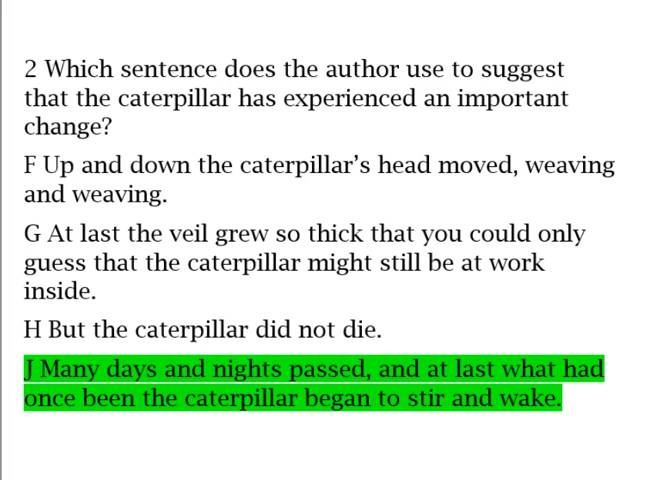 2 Which sentence does the author use to suggest
that the caterpillar has experienced an important
change?
F Up and down the caterpillar’s head moved, weaving
and weaving.
G At last the veil grew so thick that you could only
guess that the caterpillar might still be at work
inside.
H But the caterpillar did not die.
J Many days and nights passed, and at last what had
once been the caterpillar began to stir and wake.